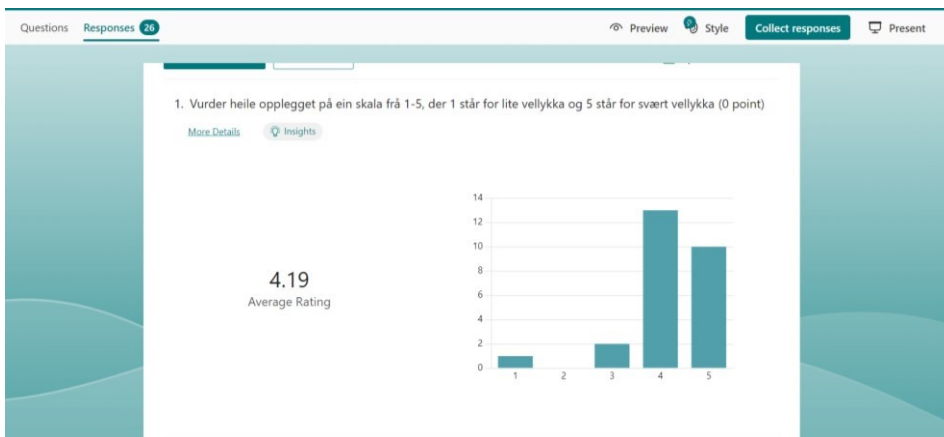 Questions Responses 26 Preview Style Collect responses Present
1. Vurder heile opplegget på ein skala frå 1-5, der 1 står for lite vellykka og 5 står for svært vellykka (0 point)
More Details Insights
4.19
Average Rating
14
12
10
8
6
4
2
0
1 2 3 4 5